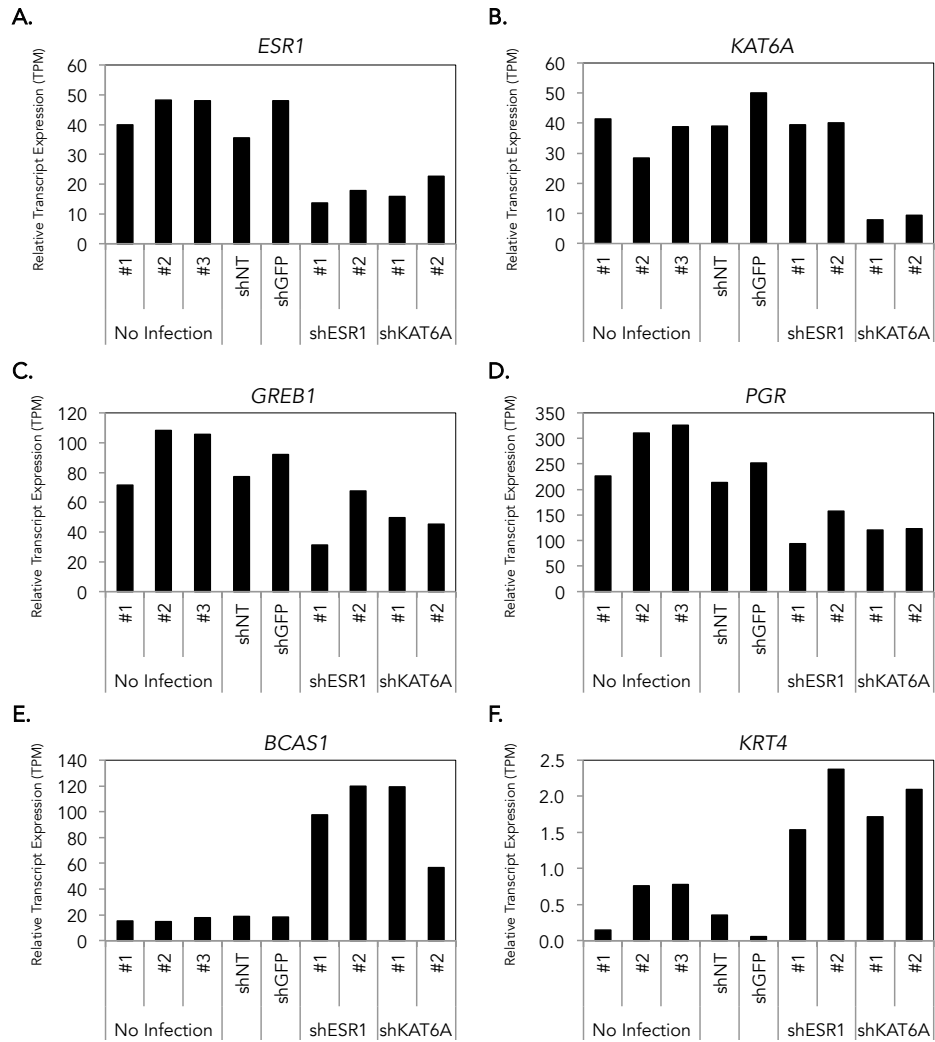 A.
ESR1
Relative Transcript Expression (TPM)
60
50
40
30
20
10
0
#1 #2 #3 shNT shGFP #1 #2 #1 #2
No Infection shESR1 shKAT6A
B.
KAT6A
Relative Transcript Expression (TPM)
60
50
40
30
20
10
0
#1 #2 #3 shNT shGFP #1 #2 #1 #2
No Infection shESR1 shKAT6A
C.
GREB1
Relative Transcript Expression (TPM)
120
100
80
60
40
20
0
#1 #2 #3 shNT shGFP #1 #2 #1 #2
No Infection shESR1 shKAT6A
D.
PGR
Relative Transcript Expression (TPM)
350
300
250
200
150
100
50
0
#1 #2 #3 shNT shGFP #1 #2 #1 #2
No Infection shESR1 shKAT6A
E.
BCAS1
Relative Transcript Expression (TPM)
140
120
100
80
60
40
20
0
#1 #2 #3 shNT shGFP #1 #2 #1 #2
No Infection shESR1 shKAT6A
F.
KRT4
Relative Transcript Expression (TPM)
2.5
2.0
1.5
1.0
0.5
0.0
#1 #2 #3 shNT shGFP #1 #2 #1 #2
No Infection shESR1 shKAT6A